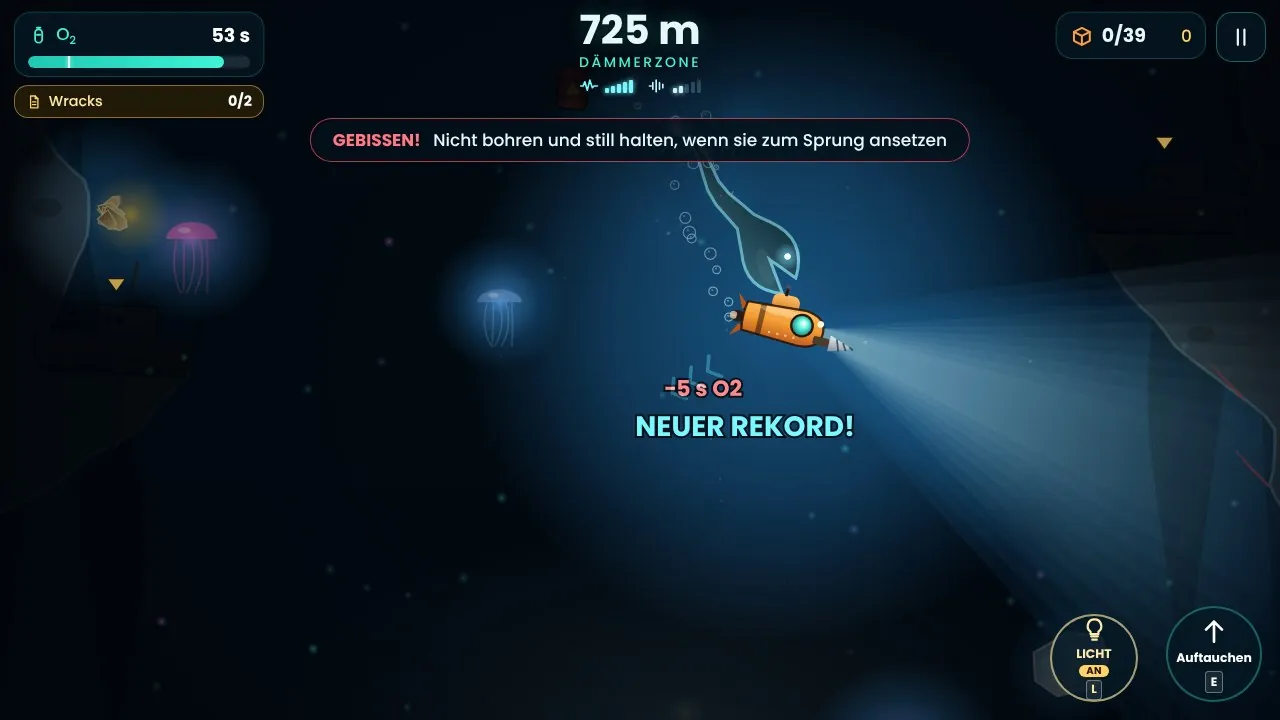 O₂ 53 s
Wracks 0/2
725 m
DÄMMERZONE
0/39 0
GEBISSEN! Nicht bohren und still halten, wenn sie zum Sprung ansetzen
-5 s O2
NEUER REKORD!
LICHT
AN
L
Auftauchen
E